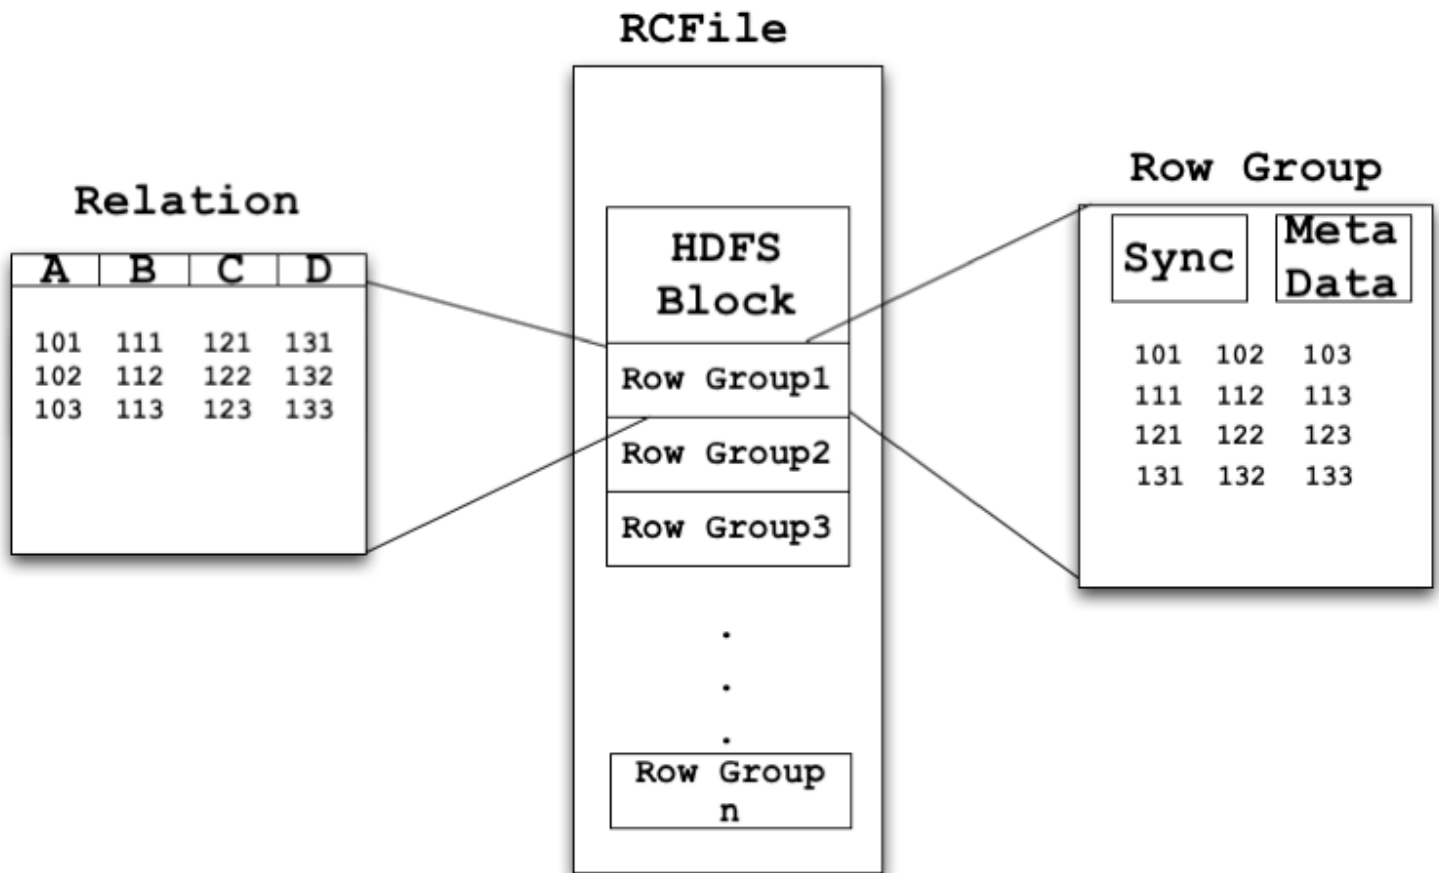 RCFile
Relation
A B C D
101 111 121 131
102 112 122 132
103 113 123 133
HDFS
Block
Row Group1
Row Group2
Row Group3
.
.
.
Row Group
n
Row Group
Sync
Meta
Data
101 102 103
111 112 113
121 122 123
131 132 133